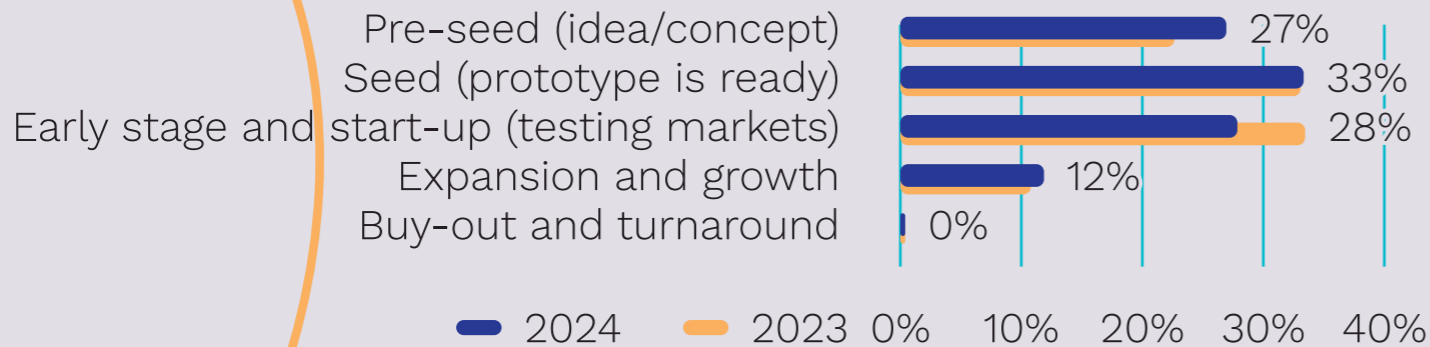 Pre-seed (idea/concept) 27%
Seed (prototype is ready) 33%
Early stage and start-up (testing markets) 28%
Expansion and growth 12%
Buy-out and turnaround 0%
2024 2023 0% 10% 20% 30% 40%